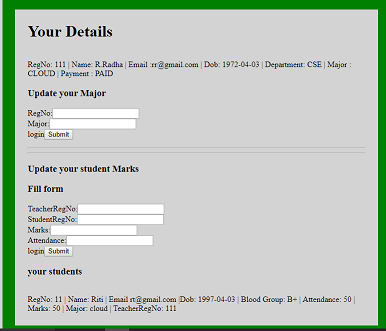 Your Details
RegNo: 111 | Name: R.Radha | Email :rr@gmail.com | Dob: 1972-04-03 | Department: CSE | Major :
CLOUD | Payment : PAID
Update your Major
RegNo:
Major:
login Submit
Update your student Marks
Fill form
TeacherRegNo:
StudentRegNo:
Marks:
Attendance:
login Submit
your students
RegNo: 11 | Name: Riti | Email rt@gmail.com |Dob: 1997-04-03 | Blood Group: B+ | Attendance: 50 |
Marks: 50 | Major: cloud | TeacherRegNo: 111